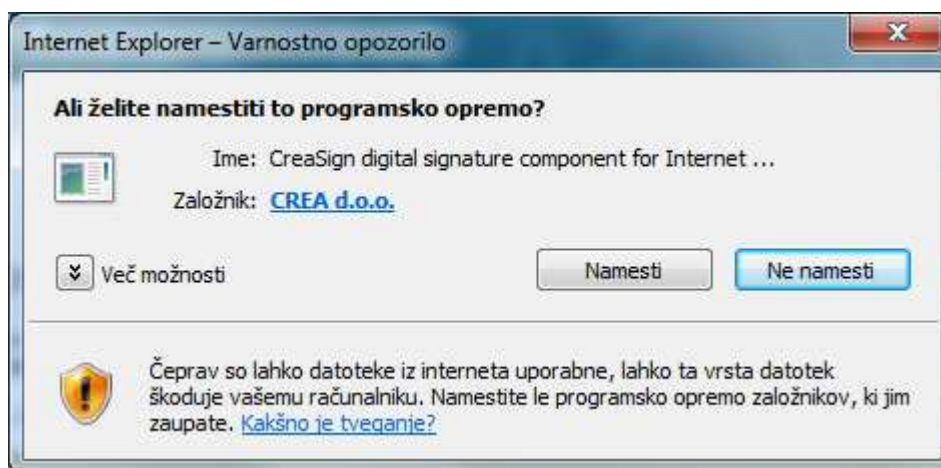 Internet Explorer – Varnostno opozorilo
Ali želite namestiti to programsko opremo?
Ime: CreaSign digital signature component for Internet ...
Založnik: CREA d.o.o.
Več možnosti
Namesti
Ne namesti
Čeprav so lahko datoteke iz interneta uporabne, lahko ta vrsta datotek
škoduje vašemu računalniku. Namestite le programsko opremo založnikov, ki jim
zaupate. Kakšno je tveganje?